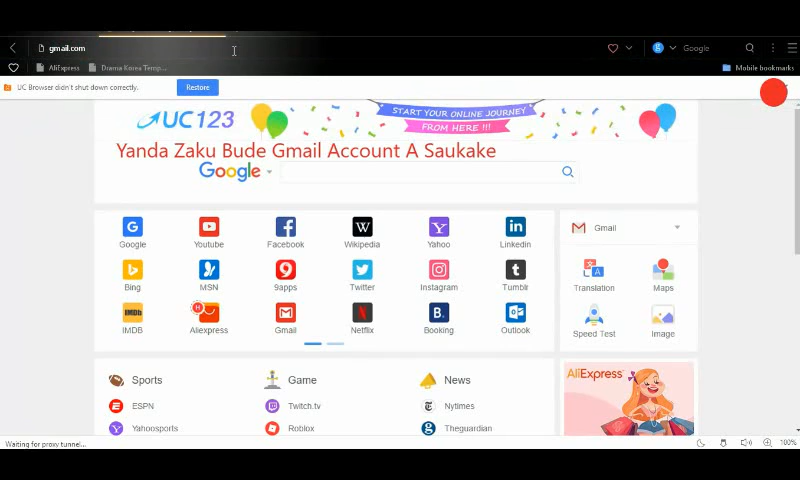 gmail.com
Google
AliExpress
Drama Korea Temp...
Mobile bookmarks
UC Browser didn't shut down correctly.
Restore
UC123
START YOUR ONLINE JOURNEY
FROM HERE !!!
Yanda Zaku Bude Gmail Account A Saukake
Google
Google
Youtube
Facebook
Wikipedia
Yahoo
Linkedin
Gmail
Bing
MSN
9apps
Twitter
Instagram
Tumblr
Translation
Maps
IMDB
Aliexpress
Gmail
Netflix
Booking
Outlook
Speed Test
Image
Sports
Game
News
AliExpress
ESPN
Twitch.tv
Nytimes
Yahoosports
Roblox
Theguardian
Waiting for proxy tunnel...
100%